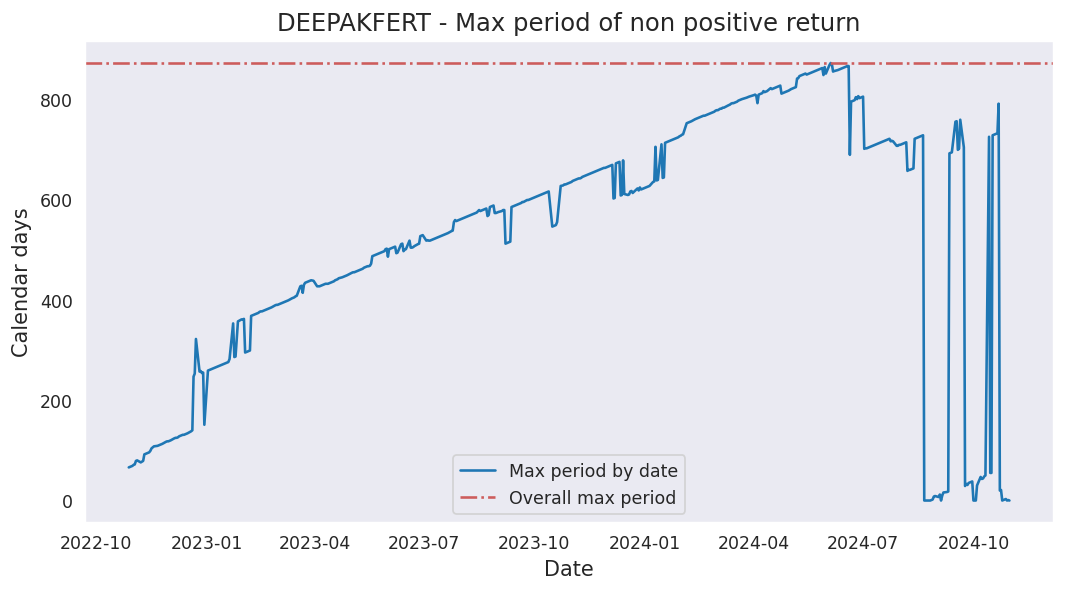 DEEPAKFERT - Max period of non positive return
Calendar days
800
600
400
200
0
Max period by date
Overall max period
2022-10 2023-01 2023-04 2023-07 2023-10 2024-01 2024-04 2024-07 2024-10
Date